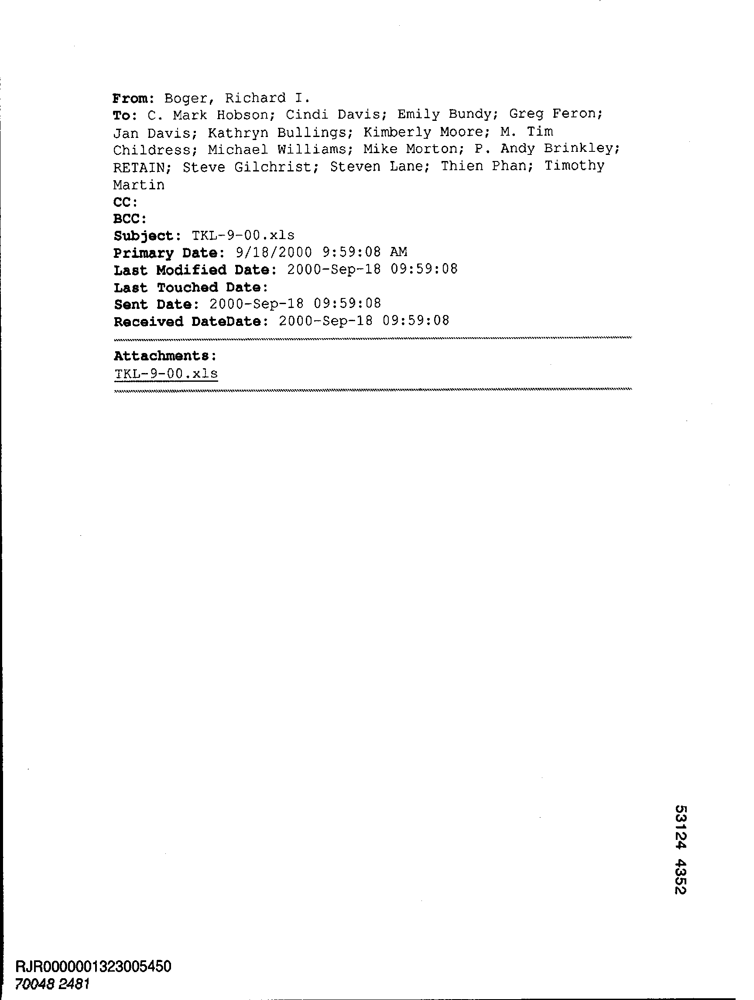 From: Boger, Richard I.
To: C. Mark Hobson; Cindi Davis; Emily Bundy; Greg Feron;
Jan Davis; Kathryn Bullings; Kimberly Moore; M. Tim
Childress; Michael Williams; Mike Morton; P. Andy Brinkley;
RETAIN; Steve Gilchrist; Steven Lane; Thien Phan; Timothy
Martin
CC:
BCC:
Subject: TKL-9-00.xls
Primary Date: 9/18/2000 9:59:08 AM
Last Modified Date: 2000-Sep-18 09:59:08
Last Touched Date:
Sent Date: 2000-Sep-18 09:59:08
Received DateDate: 2000-Sep-18 09:59:08
Attachments:
TKL-9-00.xls
53124 4352
RJR0000001323005450
70048 2481